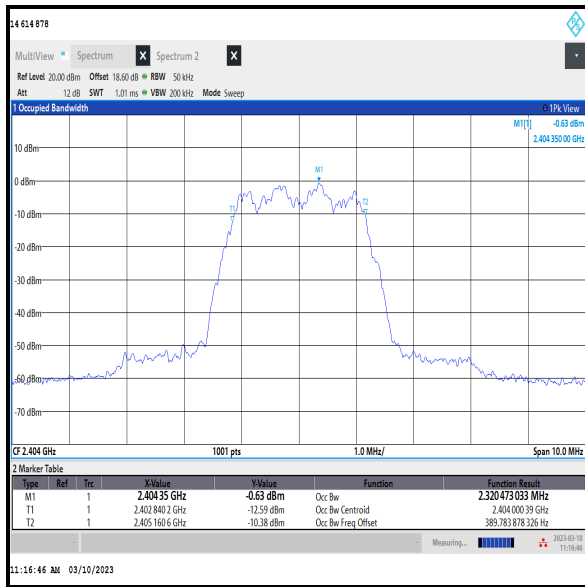 14 614 878
MultiView Spectrum X Spectrum 2 X
Ref Level 20.00 dBm Offset 18.60 dB RBW 50 kHz
Att 12 dB SWT 1.01 ms VBW 200 kHz Mode Sweep
1 Occupied Bandwidth 1Pk View
M1[1] -0.63 dBm
2.404 350 00 GHz
10 dBm
M1
0 dBm
T1 T2
-10 dBm
-20 dBm
-30 dBm
-40 dBm
-50 dBm
-60 dBm
-70 dBm
CF 2.404 GHz 1001 pts 1.0 MHz/ Span 10.0 MHz
2 Marker Table
Type Ref Trc X-Value Y-Value Function Function Result
M1 1 2.404 35 GHz -0.63 dBm Occ Bw 2.320 473 033 MHz
T1 1 2.402 840 2 GHz -12.59 dBm Occ Bw Centroid 2.404 000 39 GHz
T2 1 2.405 160 6 GHz -10.38 dBm Occ Bw Freq Offset 389.783 878 326 Hz
Measuring... 2023-03-10
11:16:46
11:16:46 AM 03/10/2023